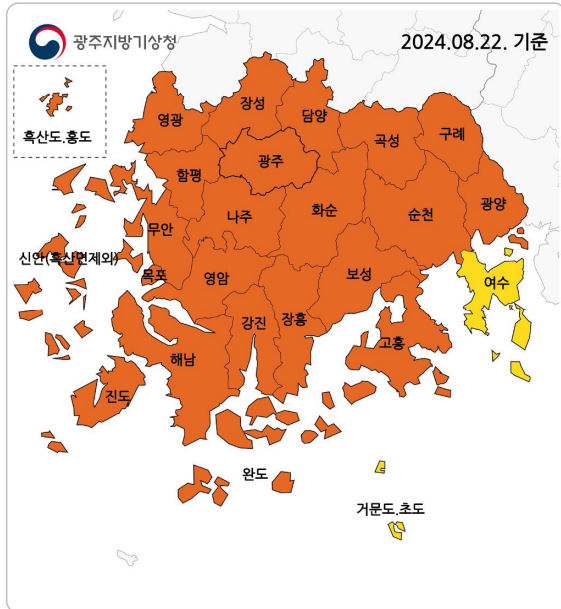 광주지방기상청
2024.08.22. 기준
흑산도.홍도
영광
장성
담양
곡성
구례
함평
광주
나주
화순
순천
광양
무안
신안(흑산면제외)
목포
영암
보성
여수
강진
장흥
해남
고흥
진도
완도
거문도.초도